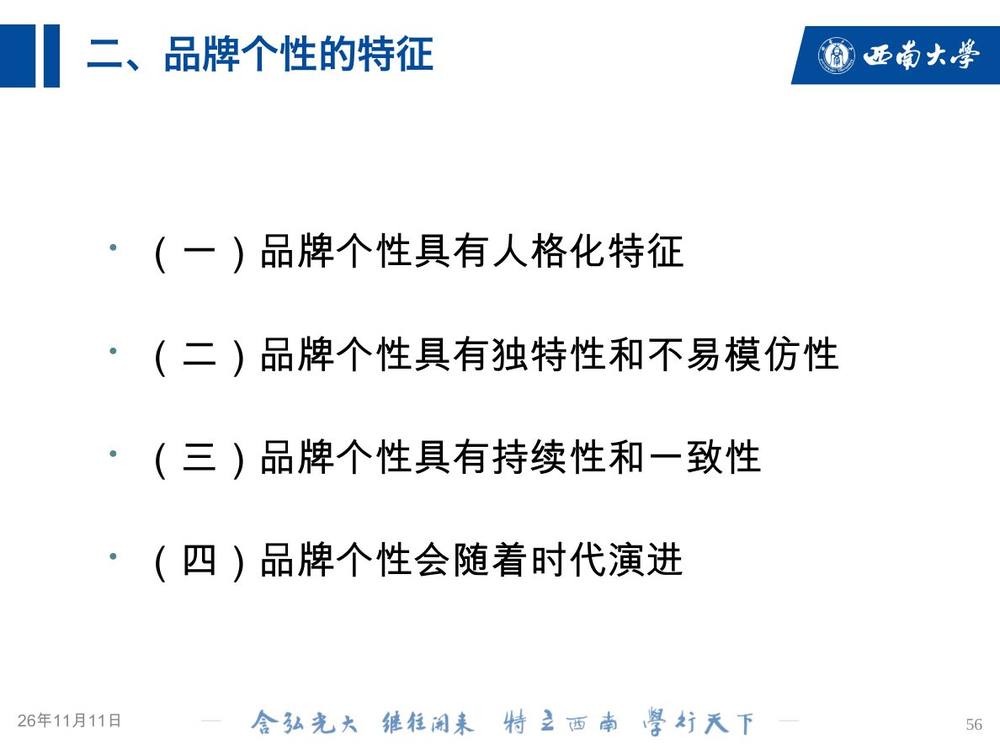 二、品牌个性的特征
西南大学
•（一）品牌个性具有人格化特征
•（二）品牌个性具有独特性和不易模仿性
•（三）品牌个性具有持续性和一致性
•（四）品牌个性会随着时代演进
26年11月11日
含弘光大 继往开来 特立西南 学行天下
56